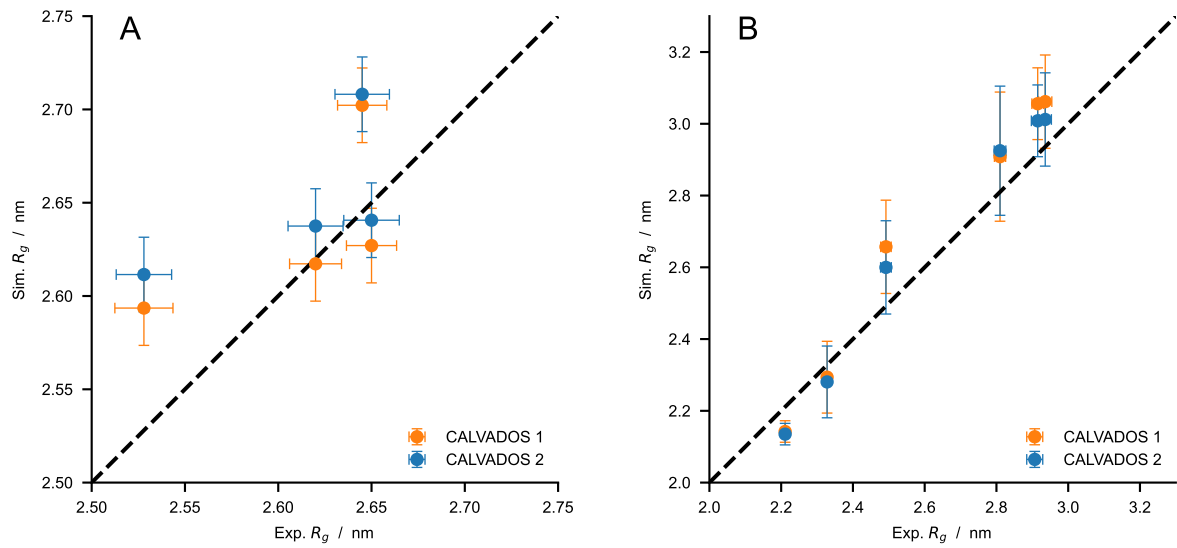 A
2.75
2.70
2.65
2.60
2.55
2.50
Sim. Rg / nm
2.50 2.55 2.60 2.65 2.70 2.75
Exp. Rg / nm
CALVADOS 1
CALVADOS 2
B
3.2
3.0
2.8
2.6
2.4
2.2
2.0
Sim. Rg / nm
2.0 2.2 2.4 2.6 2.8 3.0 3.2
Exp. Rg / nm
CALVADOS 1
CALVADOS 2